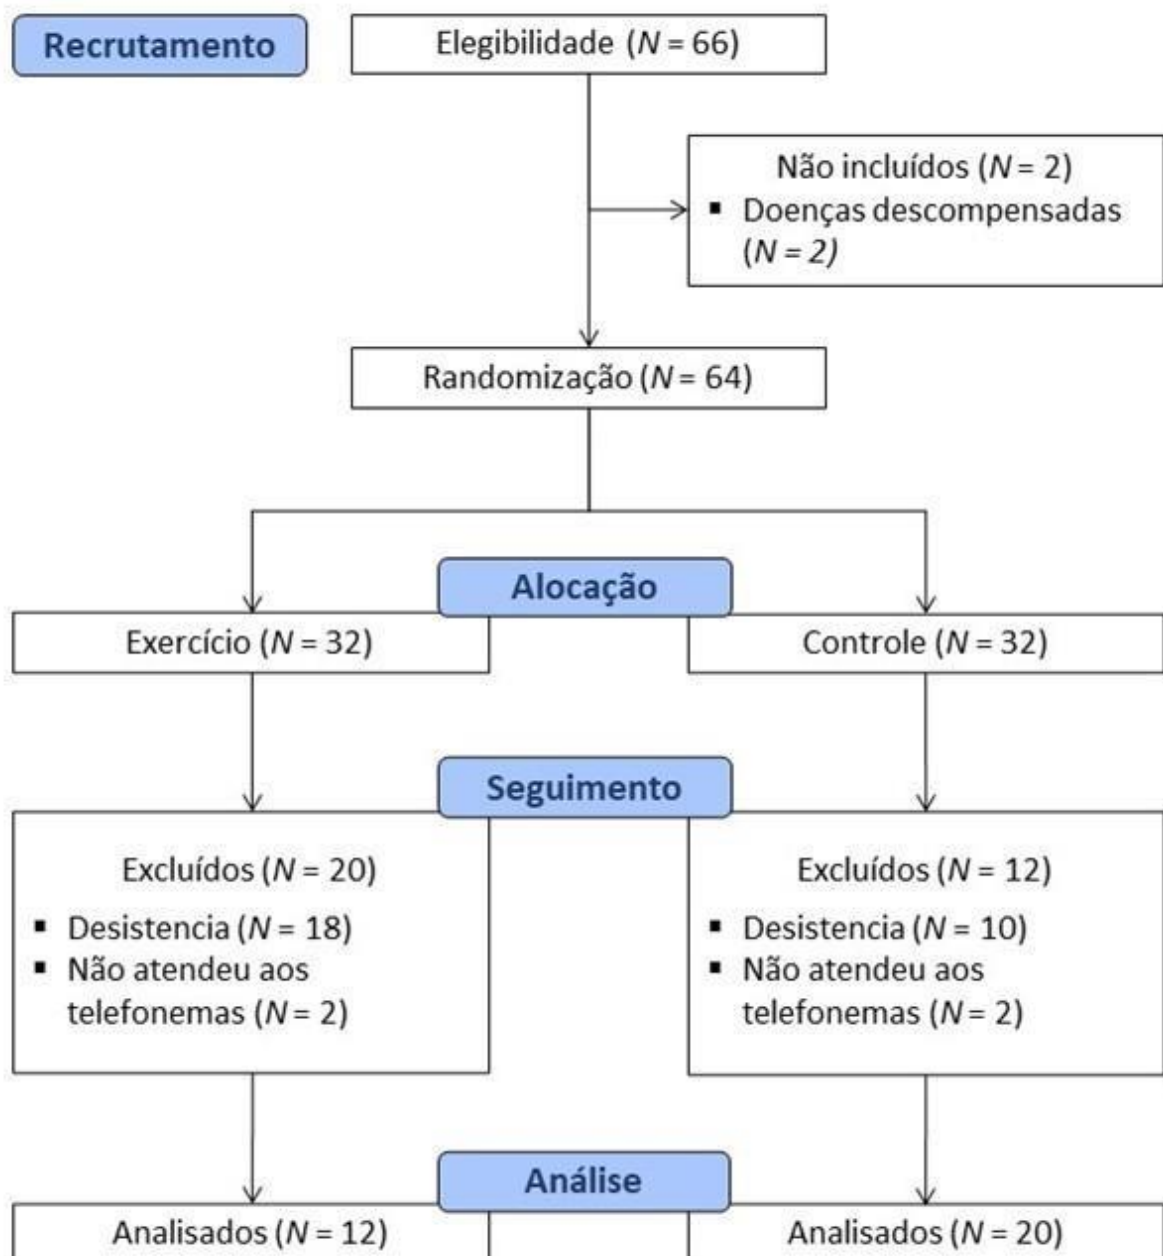 Recrutamento
Elegibilidade (N = 66)
Não incluídos (N = 2)
▪ Doenças descompensadas
(N = 2)
Randomização (N = 64)
Alocação
Exercício (N = 32)
Controle (N = 32)
Seguimento
Excluídos (N = 20)
▪ Desistencia (N = 18)
▪ Não atendeu aos
telefonemas (N = 2)
Excluídos (N = 12)
▪ Desistencia (N = 10)
▪ Não atendeu aos
telefonemas (N = 2)
Análise
Analisados (N = 12)
Analisados (N = 20)